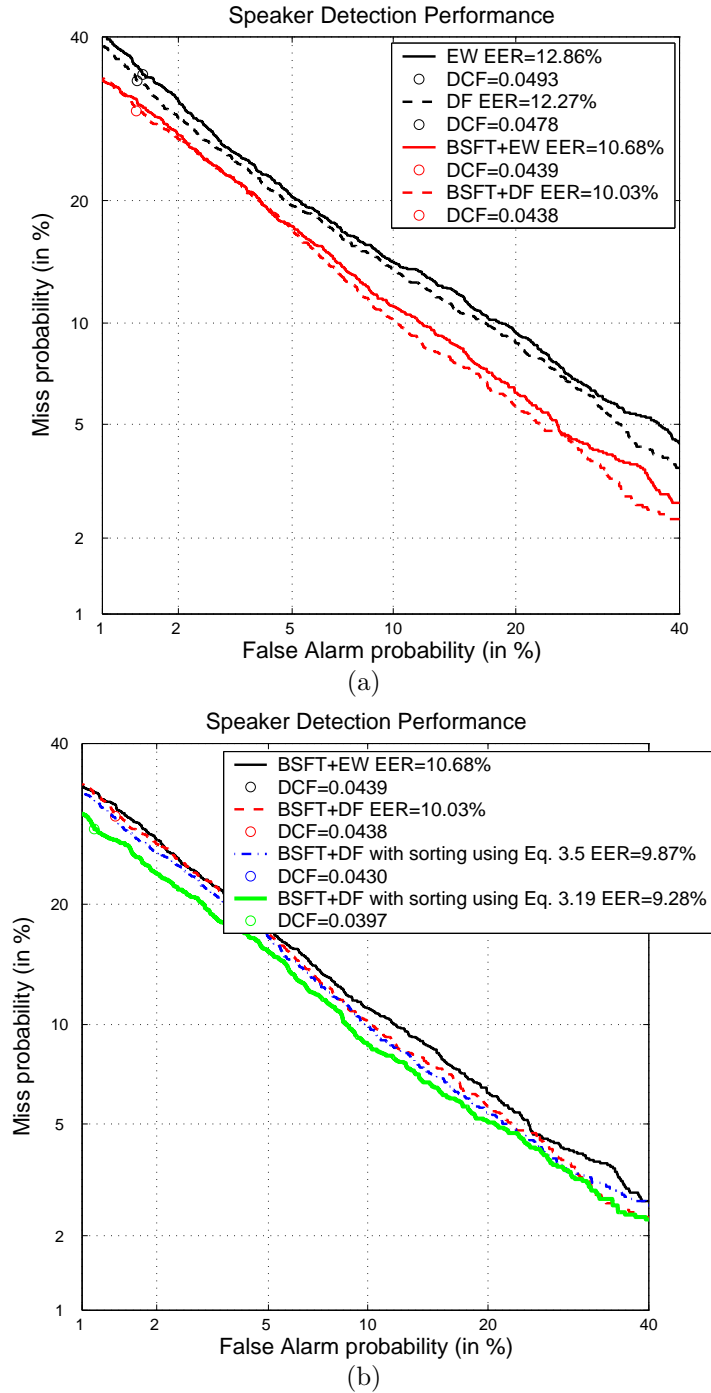 Speaker Detection Performance
40
20
10
5
2
1
Miss probability (in %)
EW EER=12.86%
DCF=0.0493
DF EER=12.27%
DCF=0.0478
BSFT+EW EER=10.68%
DCF=0.0439
BSFT+DF EER=10.03%
DCF=0.0438
1 2 5 10 20 40
False Alarm probability (in %)
(a)
Speaker Detection Performance
40
20
10
5
2
1
Miss probability (in %)
BSFT+EW EER=10.68%
DCF=0.0439
BSFT+DF EER=10.03%
DCF=0.0438
BSFT+DF with sorting using Eq. 3.5 EER=9.87%
DCF=0.0430
BSFT+DF with sorting using Eq. 3.19 EER=9.28%
DCF=0.0397
1 2 5 10 20 40
False Alarm probability (in %)
(b)